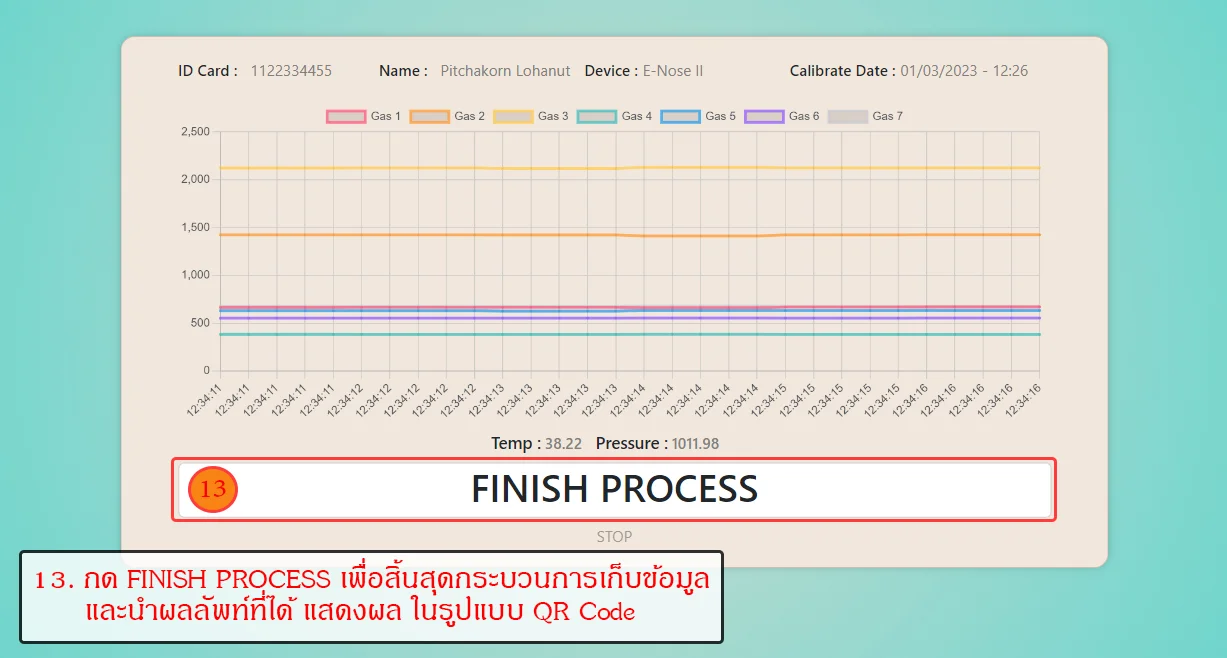 ID Card : 1122334455 Name : Pitchakorn Lohanut Device : E-Nose II Calibrate Date : 01/03/2023 - 12:26
Gas 1 Gas 2 Gas 3 Gas 4 Gas 5 Gas 6 Gas 7
2,500
2,000
1,500
1,000
500
0
12:34:11 12:34:11 12:34:11 12:34:11 12:34:11 12:34:12 12:34:12 12:34:12 12:34:12 12:34:12 12:34:13 12:34:13 12:34:13 12:34:13 12:34:13 12:34:14 12:34:14 12:34:14 12:34:14 12:34:14 12:34:15 12:34:15 12:34:15 12:34:15 12:34:15 12:34:16 12:34:16 12:34:16 12:34:16 12:34:16
Temp : 38.22 Pressure : 1011.98
13 FINISH PROCESS
STOP
13. กด FINISH PROCESS เพื่อสิ้นสุดกระบวนการเก็บข้อมูล
และนำผลลัพท์ที่ได้ แสดงผล ในรูปแบบ QR Code